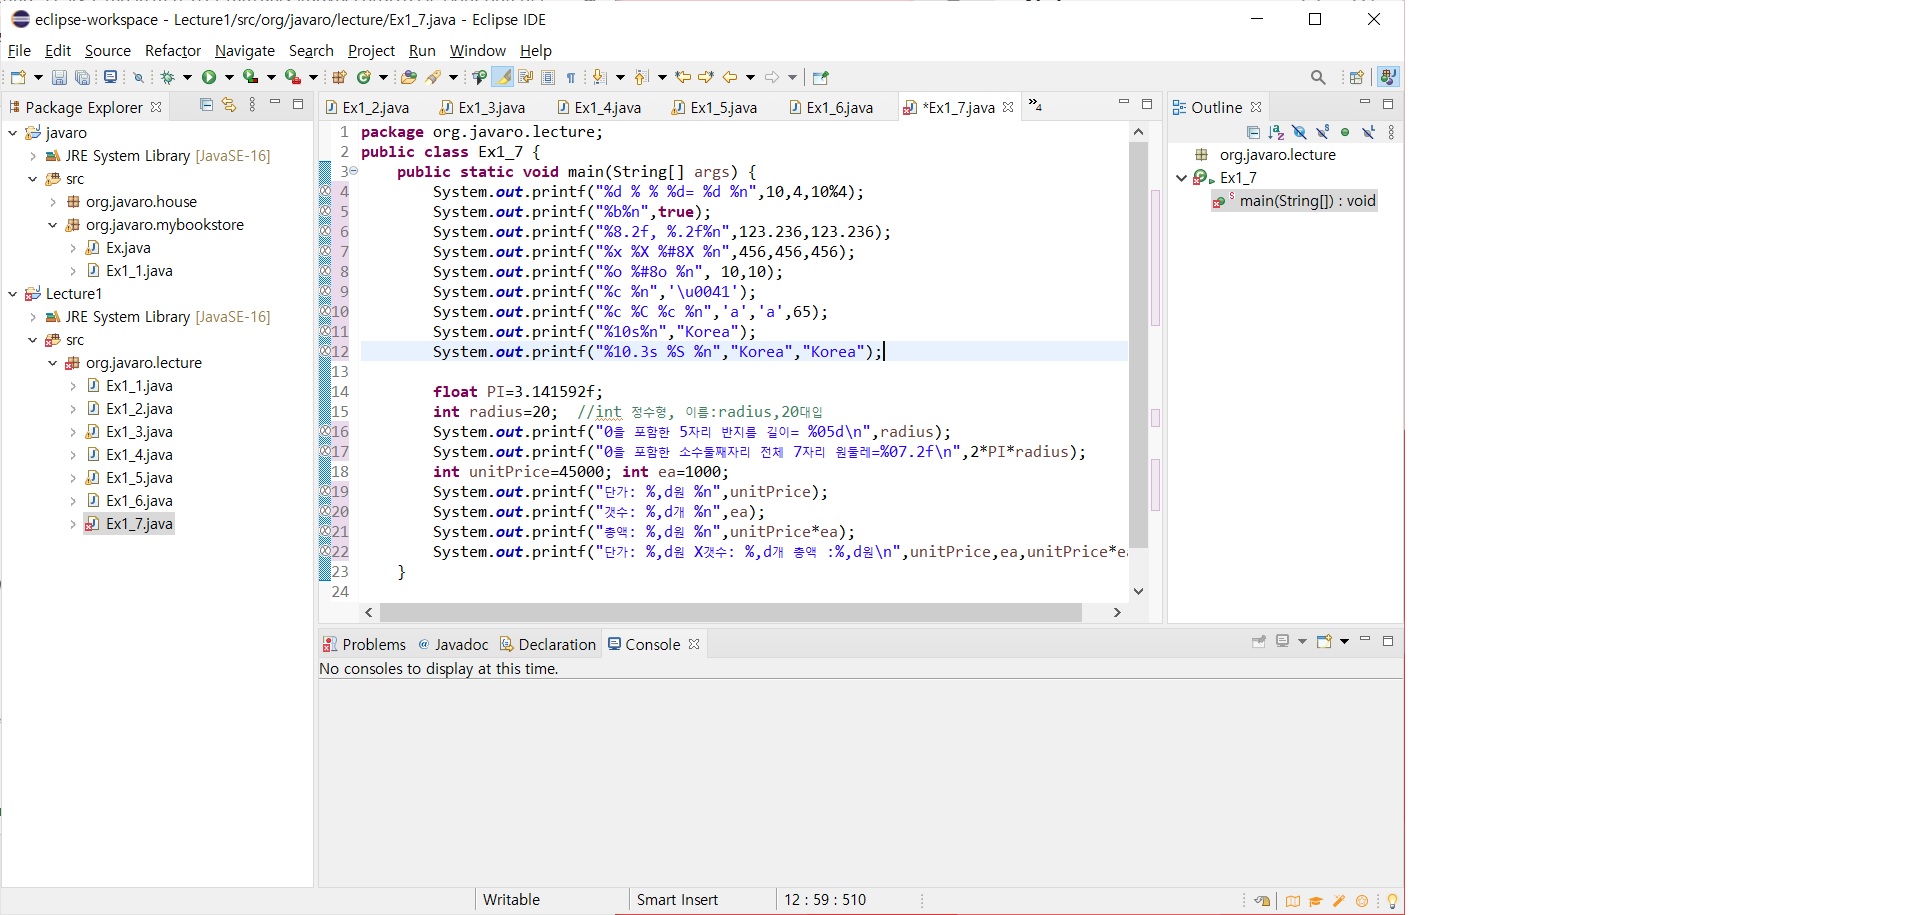 eclipse-workspace - Lecture1/src/org/javaro/lecture/Ex1_7.java - Eclipse IDE
File Edit Source Refactor Navigate Search Project Run Window Help
Package Explorer
javaro
JRE System Library [JavaSE-16]
src
org.javaro.house
org.javaro.mybookstore
Ex.java
Ex1_1.java
Lecture1
JRE System Library [JavaSE-16]
src
org.javaro.lecture
Ex1_1.java
Ex1_2.java
Ex1_3.java
Ex1_4.java
Ex1_5.java
Ex1_6.java
Ex1_7.java
Ex1_2.java Ex1_3.java Ex1_4.java Ex1_5.java Ex1_6.java *Ex1_7.java »4
1 package org.javaro.lecture;
2 public class Ex1_7 {
3 public static void main(String[] args) {
4 System.out.printf("%d % % %d= %d %n",10,4,10%4);
5 System.out.printf("%b%n",true);
6 System.out.printf("%8.2f, %.2f%n",123.236,123.236);
7 System.out.printf("%x %X %#8X %n",456,456,456);
8 System.out.printf("%o %#8o %n", 10,10);
9 System.out.printf("%c %n",'\u0041');
10 System.out.printf("%c %C %c %n",'a','a',65);
11 System.out.printf("%10s%n","Korea");
12 System.out.printf("%10.3s %S %n","Korea","Korea");
13
14 float PI=3.141592f;
15 int radius=20; //int 정수형, 이름:radius,20대입
16 System.out.printf("0을 포함한 5자리 반지름 길이= %05d\n",radius);
17 System.out.printf("0을 포함한 소수둘째자리 전체 7자리 원둘레=%07.2f\n",2*PI*radius);
18 int unitPrice=45000; int ea=1000;
19 System.out.printf("단가: %,d원 %n",unitPrice);
20 System.out.printf("갯수: %,d개 %n",ea);
21 System.out.printf("총액: %,d원 %n",unitPrice*ea);
22 System.out.printf("단가: %,d원 X갯수: %,d개 총액 :%,d원\n",unitPrice,ea,unitPrice*ea
23 }
24
Outline
org.javaro.lecture
Ex1_7
main(String[]) : void
Problems @ Javadoc Declaration Console
No consoles to display at this time.
Writable Smart Insert 12 : 59 : 510